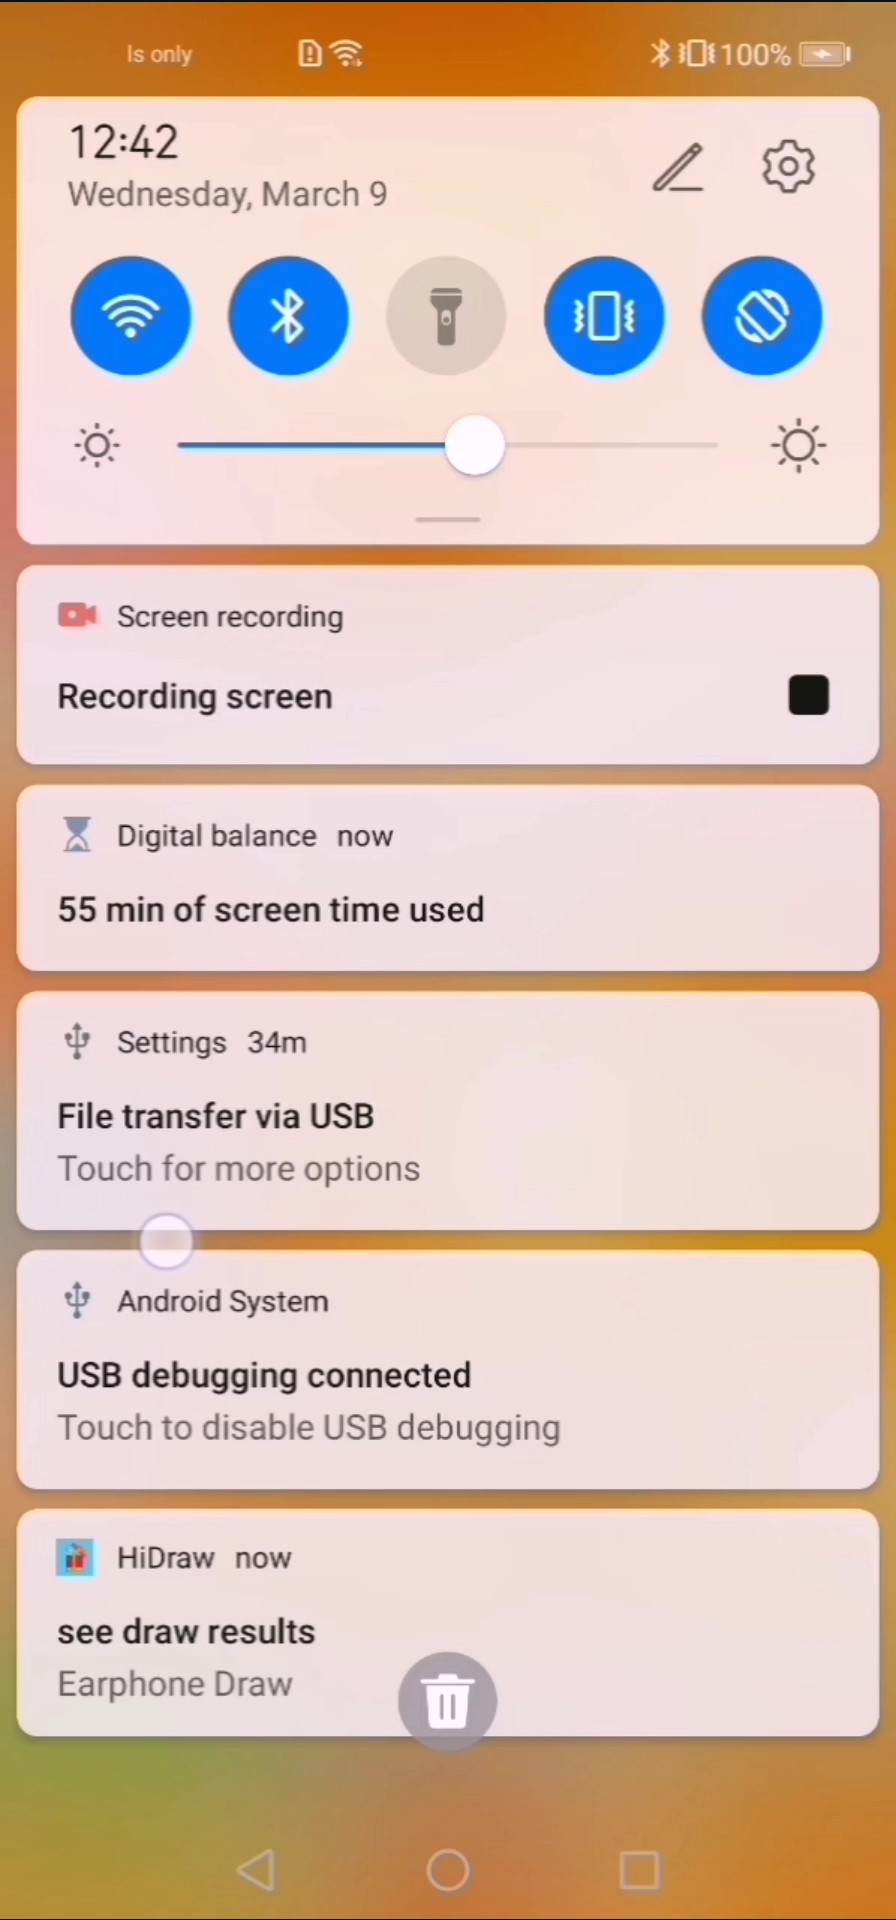 ls only
100%
12:42
Wednesday, March 9
Screen recording
Recording screen
Digital balance now
55 min of screen time used
Settings 34m
File transfer via USB
Touch for more options
Android System
USB debugging connected
Touch to disable USB debugging
HiDraw now
see draw results
Earphone Draw